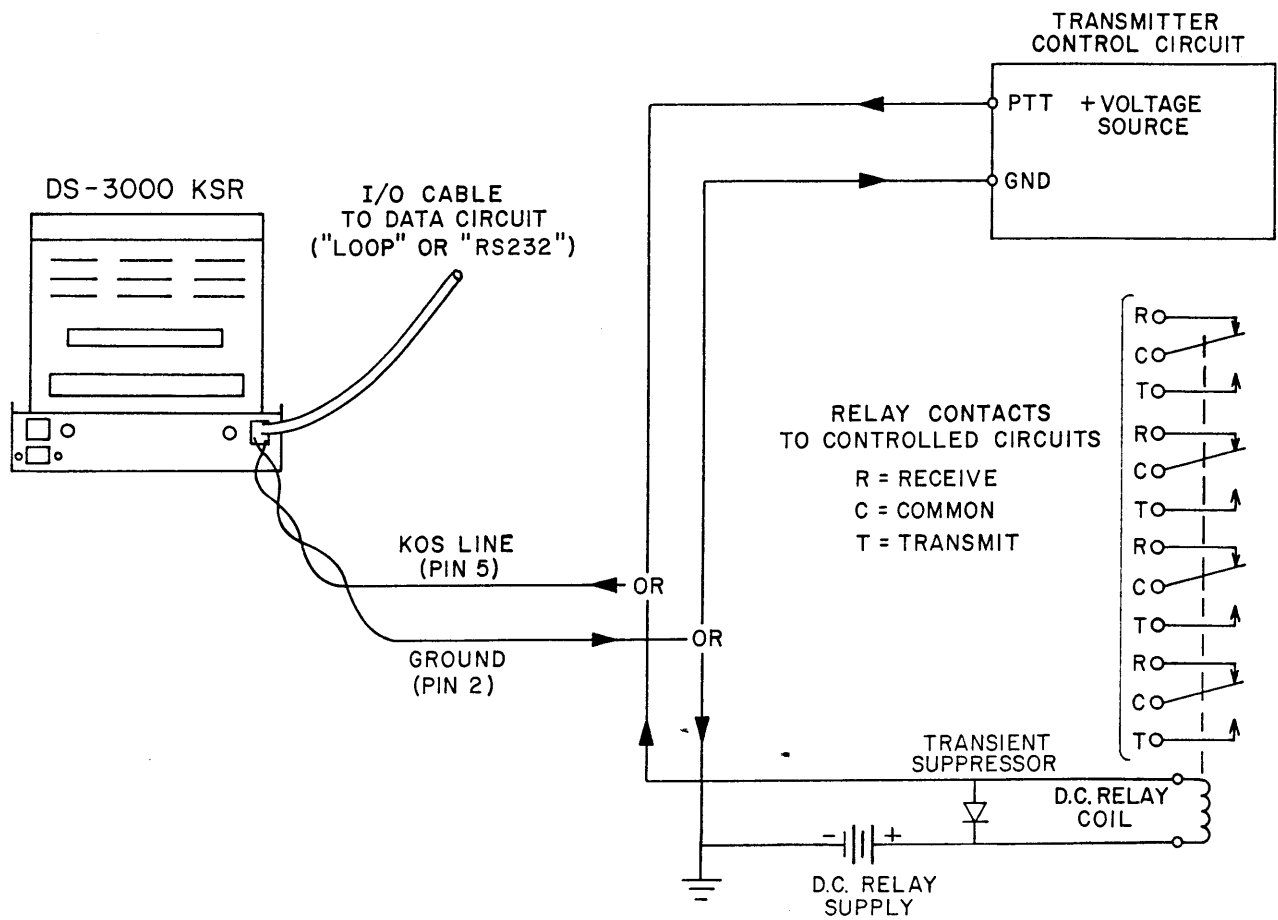 TRANSMITTER
CONTROL CIRCUIT
PTT
+ VOLTAGE
SOURCE
GND
DS-3000 KSR
I/O CABLE
TO DATA CIRCUIT
("LOOP" OR "RS232")
R
C
T
R
C
T
R
C
T
R
C
T
RELAY CONTACTS
TO CONTROLLED CIRCUITS
R = RECEIVE
C = COMMON
T = TRANSMIT
KOS LINE
(PIN 5)
OR
OR
GROUND
(PIN 2)
TRANSIENT
SUPPRESSOR
D.C. RELAY
COIL
- +
D.C. RELAY
SUPPLY